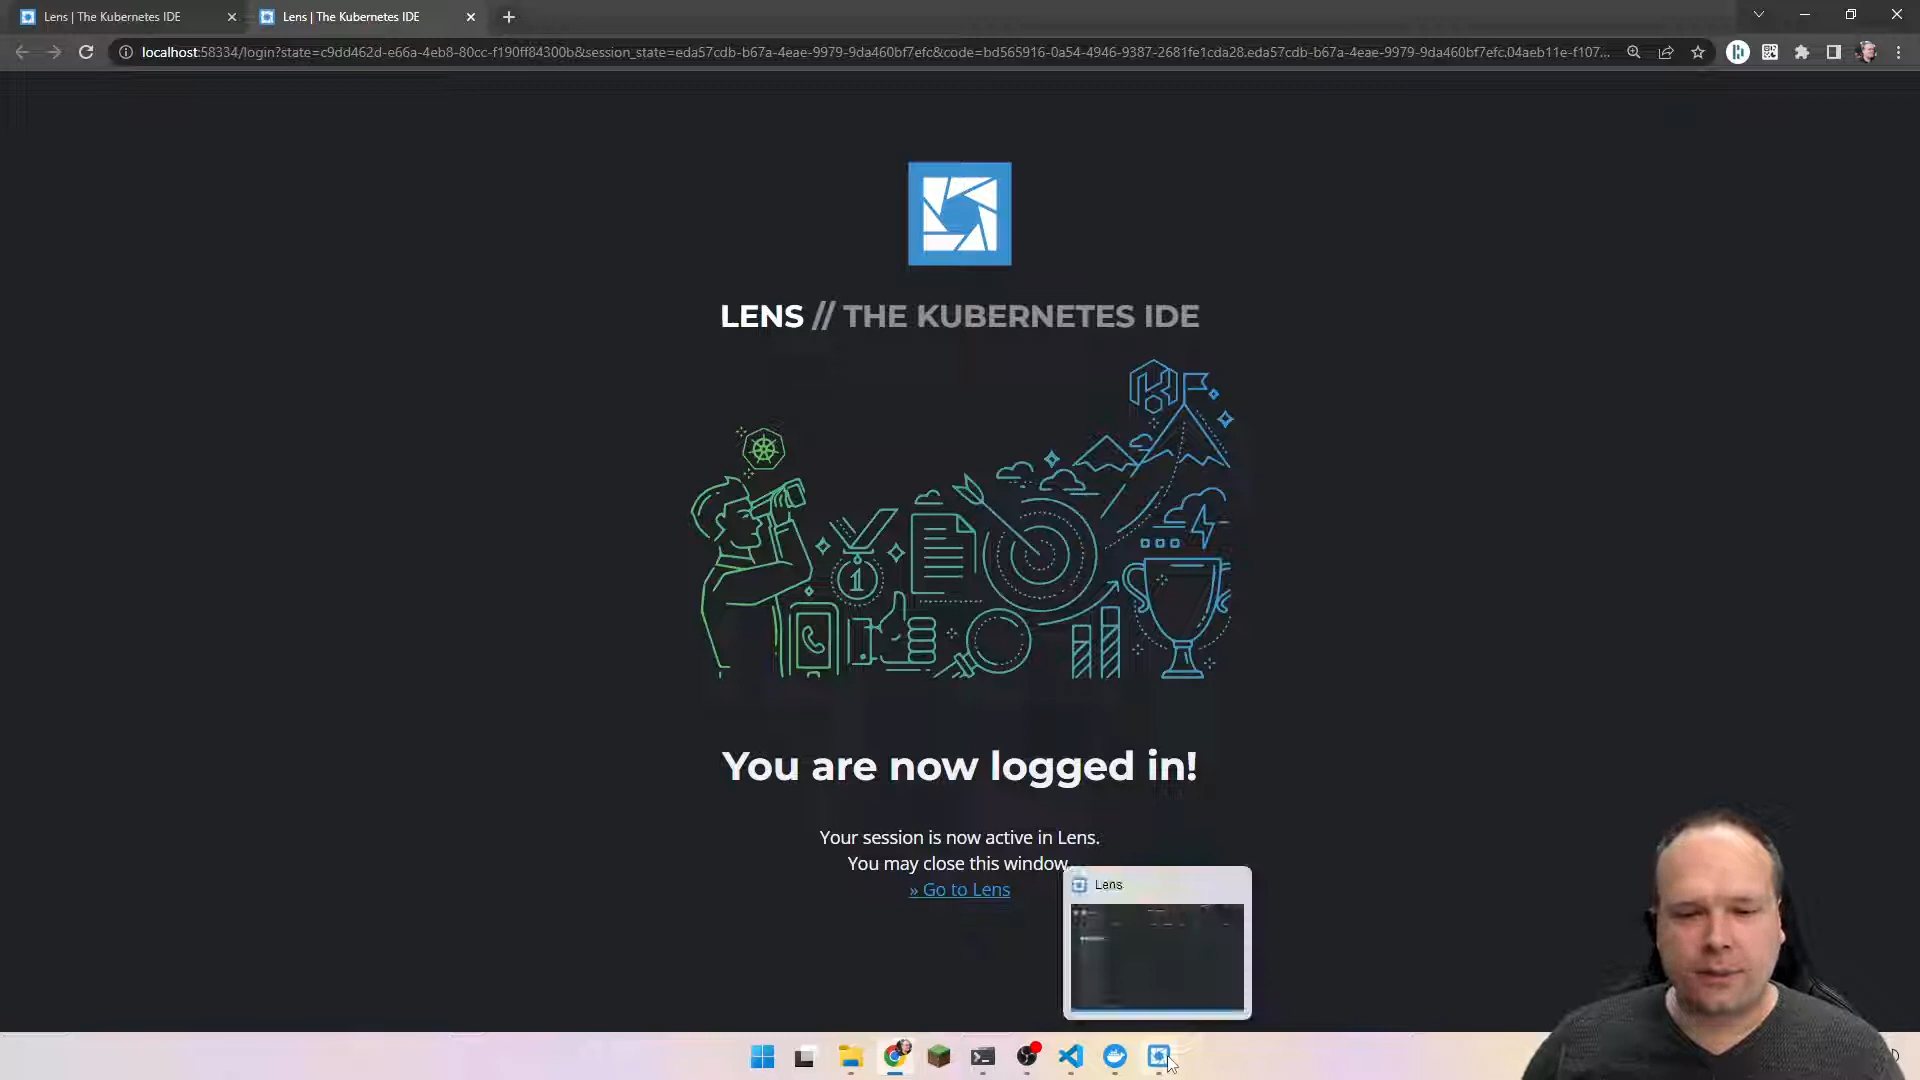 Lens | The Kubernetes IDE
Lens | The Kubernetes IDE
localhost:58334/login?state=c9dd462d-e66a-4eb8-80cc-f190ff84300b&session_state=eda57cdb-b67a-4eae-9979-9da460bf7efc&code=bd565916-0a54-4946-9387-2681fe1cda28.eda57cdb-b67a-4eae-9979-9da460bf7efc.04aeb11e-f107...
LENS // THE KUBERNETES IDE
1
You are now logged in!
Your session is now active in Lens.
You may close this window.
» Go to Lens
Lens